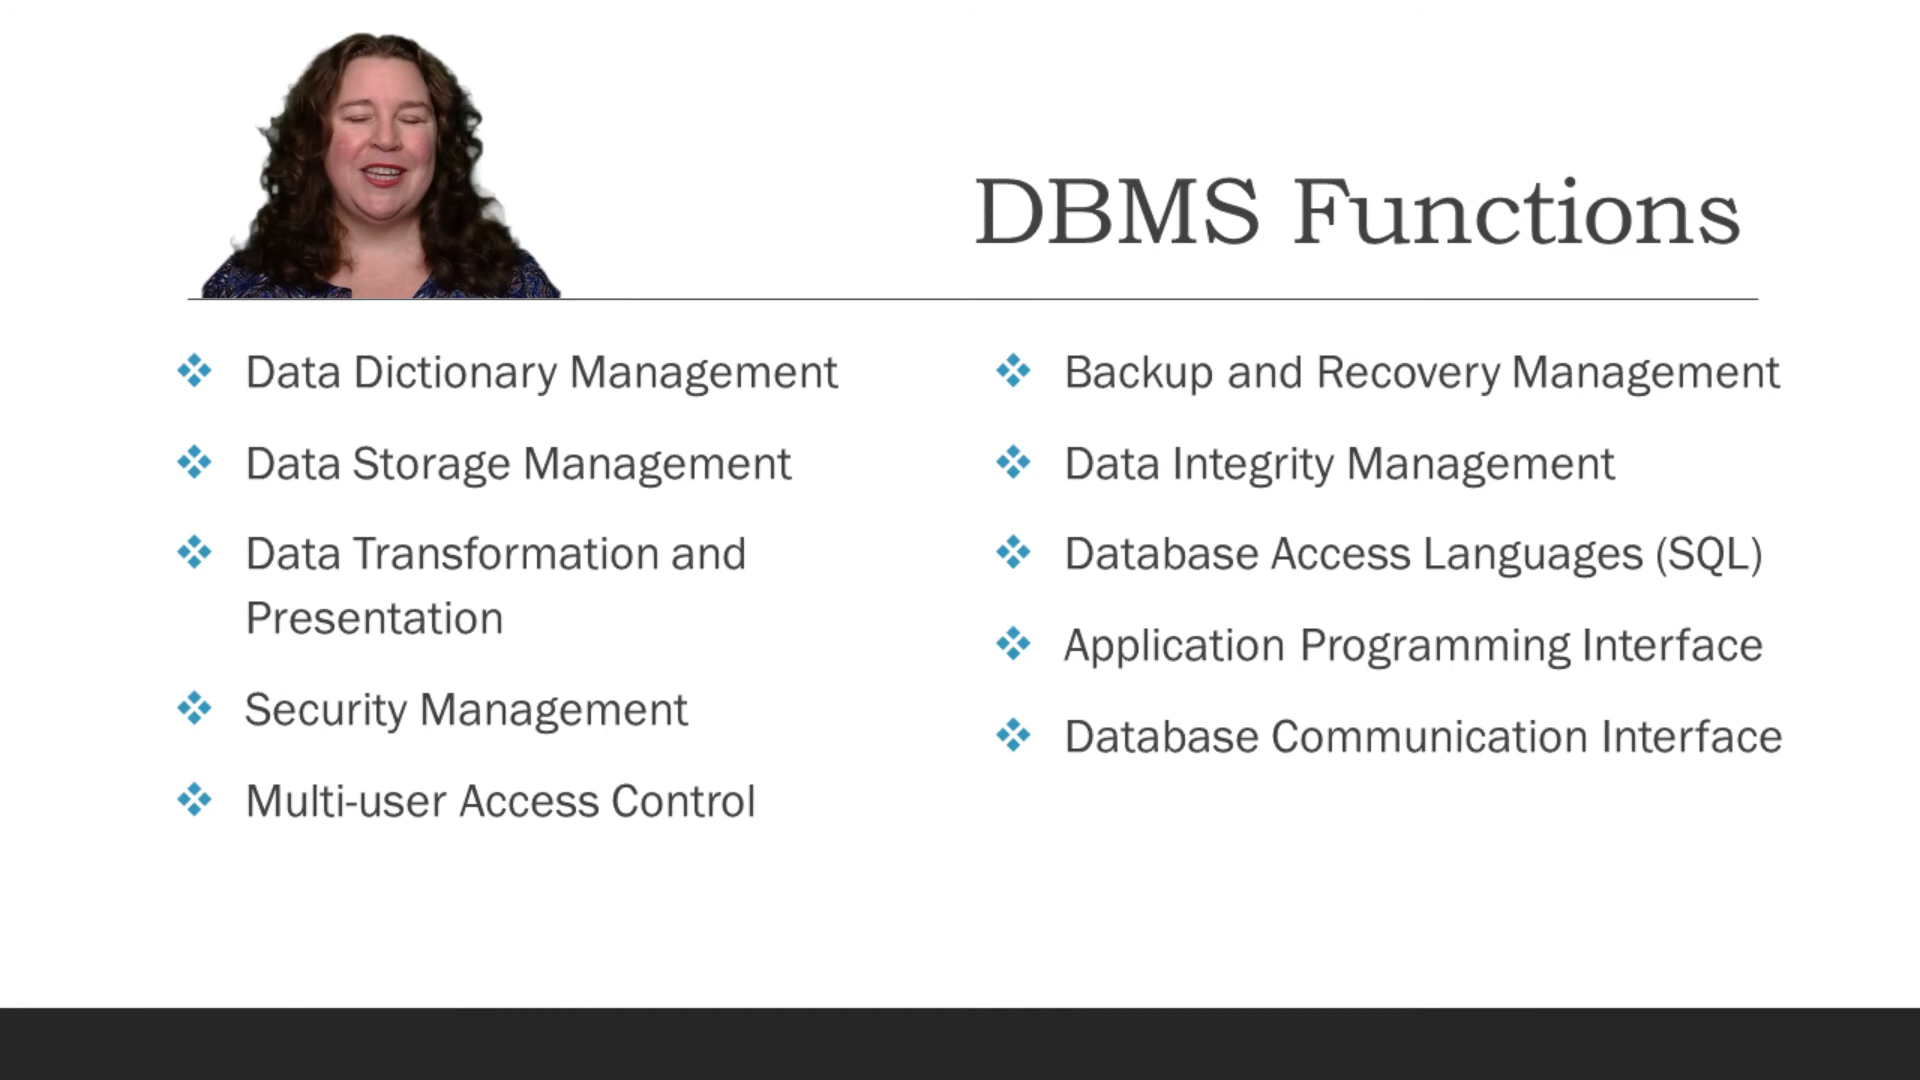 DBMS Functions
Data Dictionary Management
Data Storage Management
Data Transformation and
Presentation
Security Management
Multi-user Access Control
Backup and Recovery Management
Data Integrity Management
Database Access Languages (SQL)
Application Programming Interface
Database Communication Interface